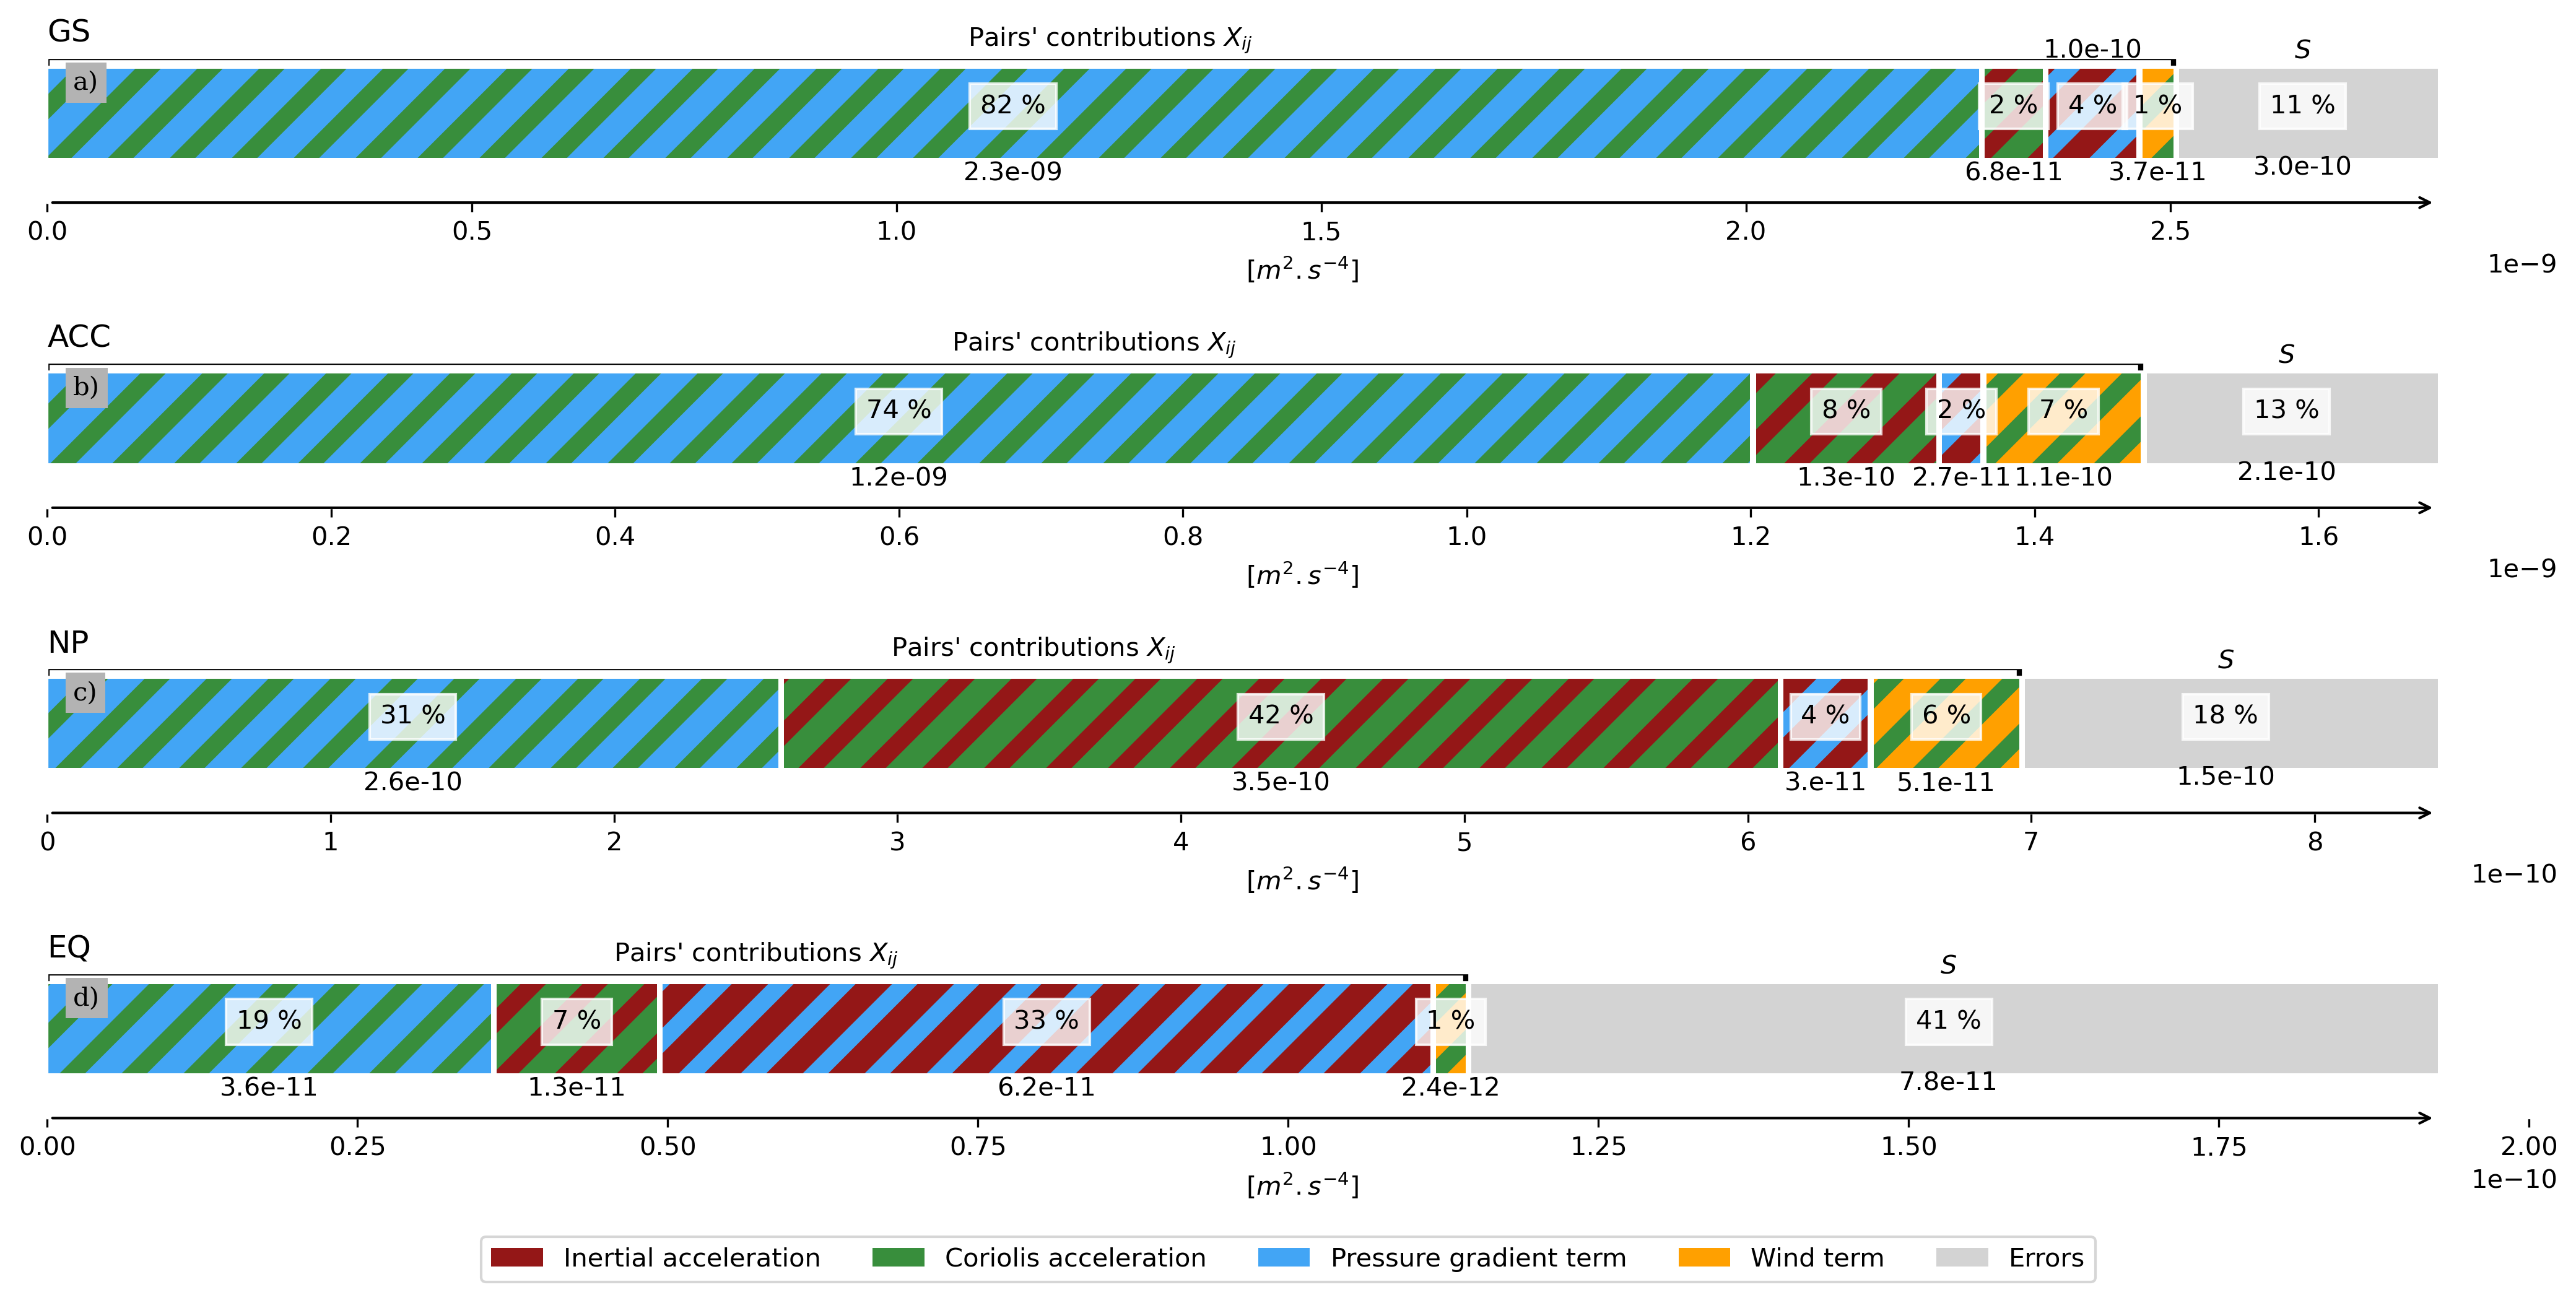 GS
Pairs' contributions X_ij
1.0e-10
S
a)
82 %
2 %
4 %
1 %
11 %
2.3e-09
6.8e-11
3.7e-11
3.0e-10
0.0 0.5 1.0 1.5 2.0 2.5
[m².s⁻⁴]
1e−9
ACC
Pairs' contributions X_ij
S
b)
74 %
8 %
2 %
7 %
13 %
1.2e-09
1.3e-10
2.7e-11
1.1e-10
2.1e-10
0.0 0.2 0.4 0.6 0.8 1.0 1.2 1.4 1.6
[m².s⁻⁴]
1e−9
NP
Pairs' contributions X_ij
S
c)
31 %
42 %
4 %
6 %
18 %
2.6e-10
3.5e-10
3.e-11
5.1e-11
1.5e-10
0 1 2 3 4 5 6 7 8
[m².s⁻⁴]
1e−10
EQ
Pairs' contributions X_ij
S
d)
19 %
7 %
33 %
1 %
41 %
3.6e-11
1.3e-11
6.2e-11
2.4e-12
7.8e-11
0.00 0.25 0.50 0.75 1.00 1.25 1.50 1.75 2.00
[m².s⁻⁴]
1e−10
Inertial acceleration Coriolis acceleration Pressure gradient term Wind term Errors